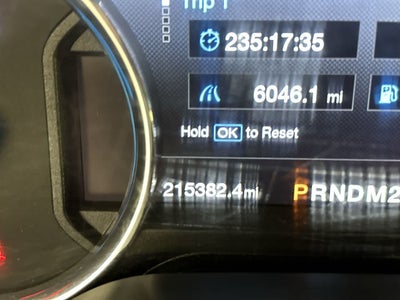 Trip 1
235:17:35
6046.1 mi
Hold OK to Reset
215382.4mi PRNDM2